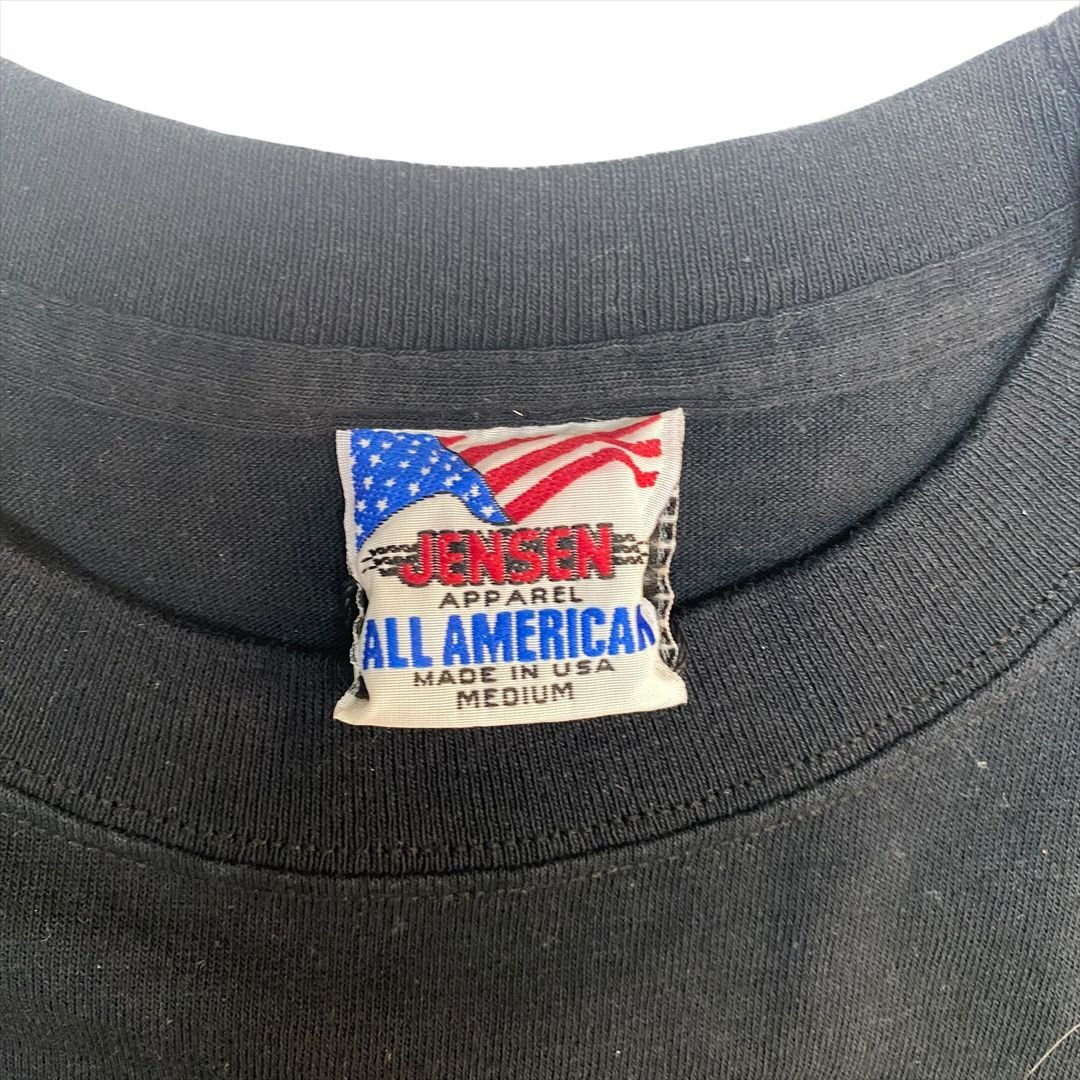 JENSEN
APPAREL
ALL AMERICAN
MADE IN USA
MEDIUM